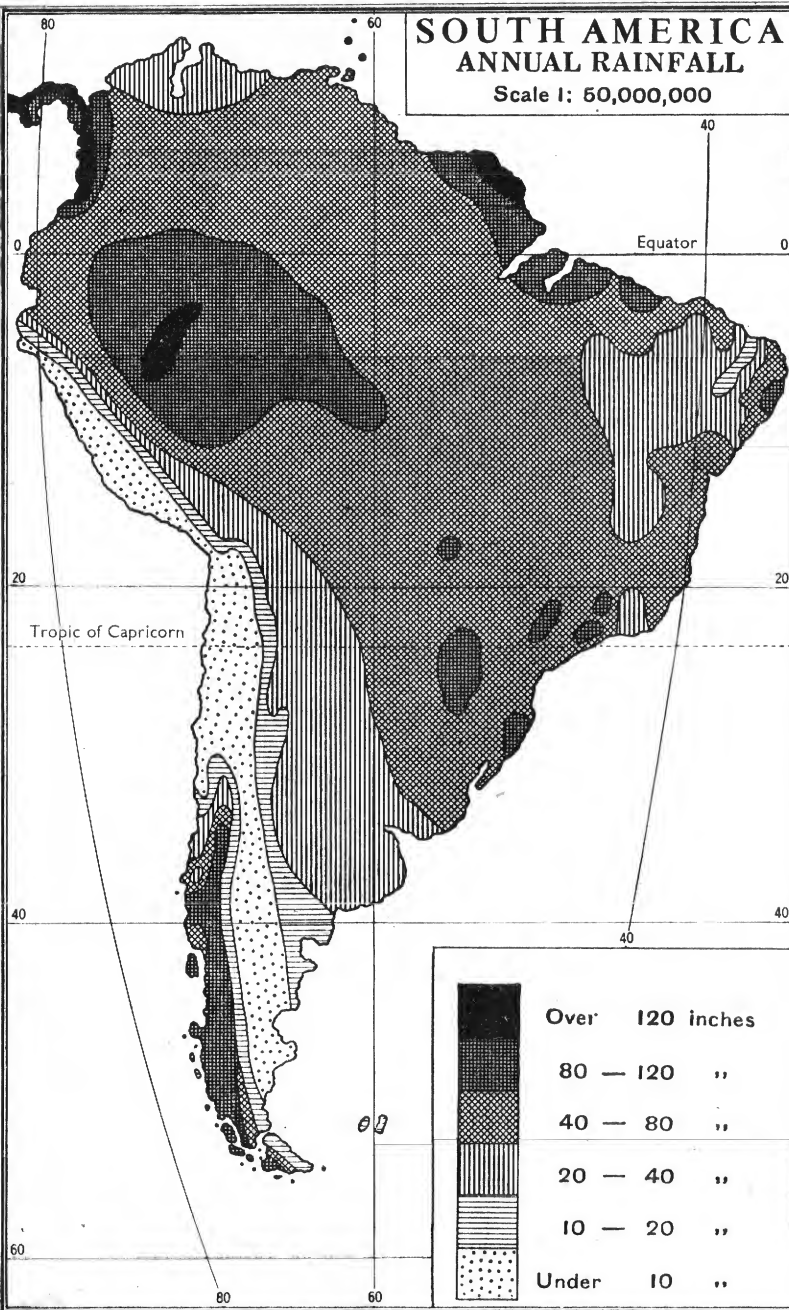 80
60
SOUTH AMERICA
ANNUAL RAINFALL
Scale 1: 50,000,000
40
0
Equator
0
20
20
Tropic of Capricorn
40
40
40
Over 120 inches
80 — 120 ,,
40 — 80 ,,
20 — 40 ,,
10 — 20 ,,
Under 10 ,,
60
80
60